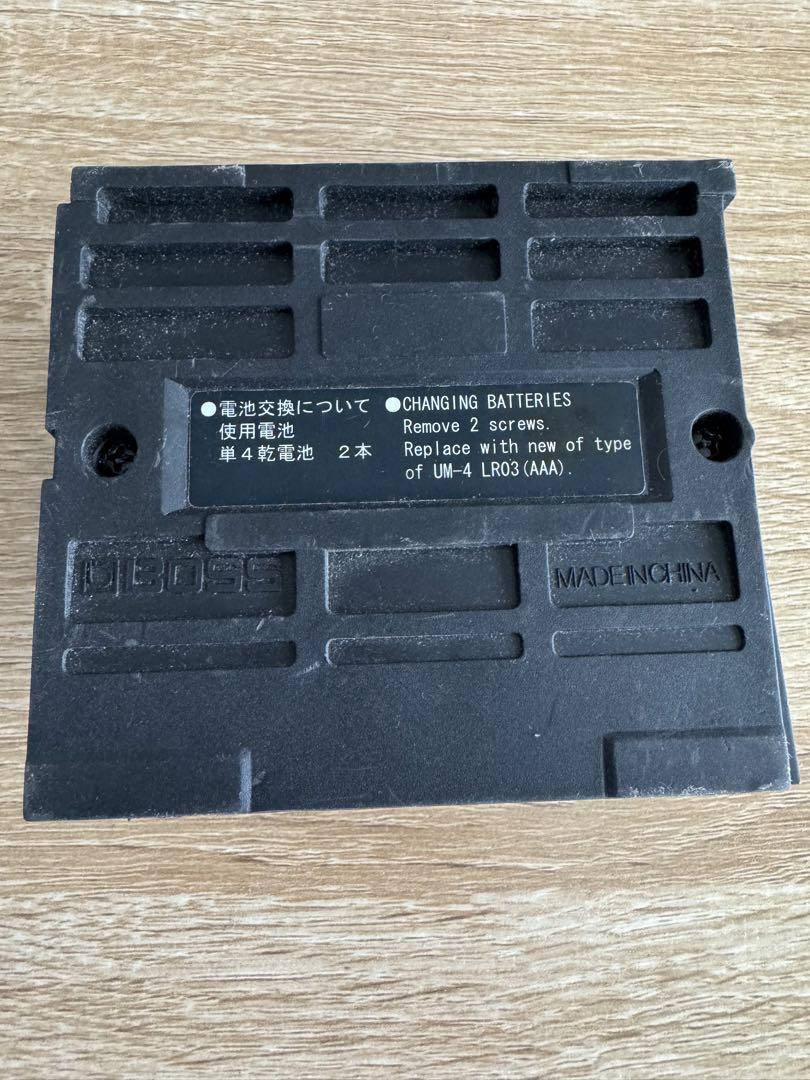 ●電池交換について
使用電池
単4乾電池 2本
●CHANGING BATTERIES
Remove 2 screws.
Replace with new of type
of UM-4 LR03(AAA).
BOSS
MADE IN CHINA